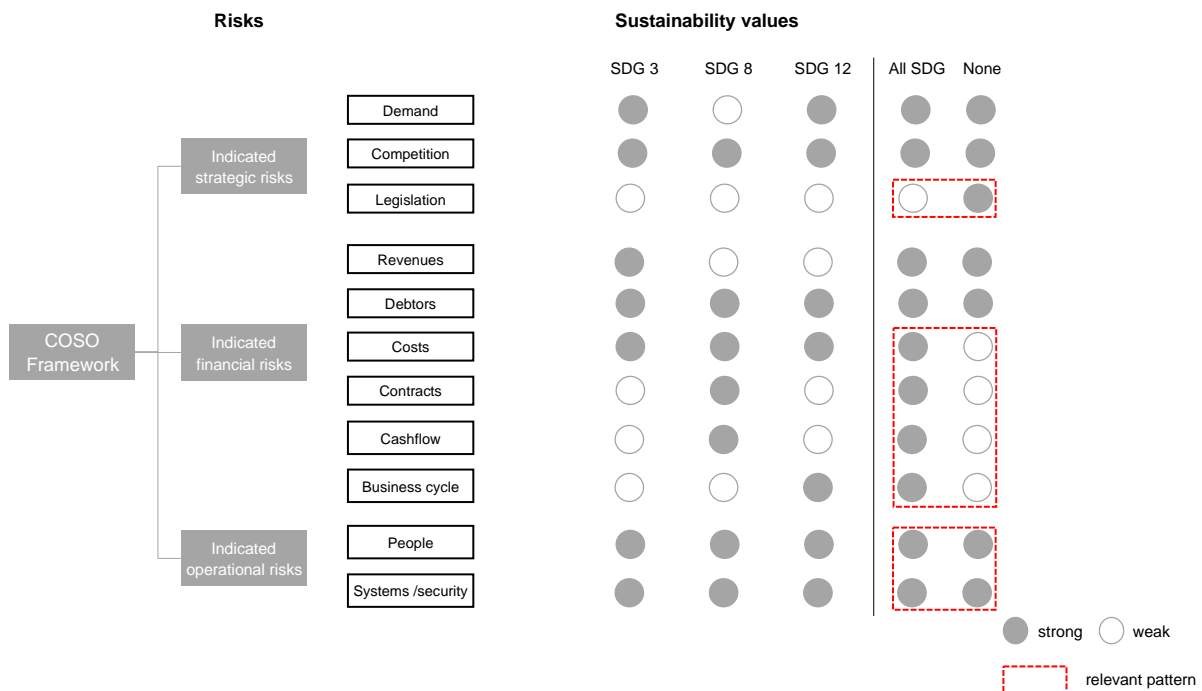 Risks
Sustainability values
SDG 3
SDG 8
SDG 12
All SDG
None
Demand
Indicated
strategic risks
Competition
Legislation
Revenues
Debtors
COSO
Framework
Indicated
financial risks
Costs
Contracts
Cashflow
Business cycle
Indicated
operational risks
People
Systems /security
strong
weak
relevant pattern